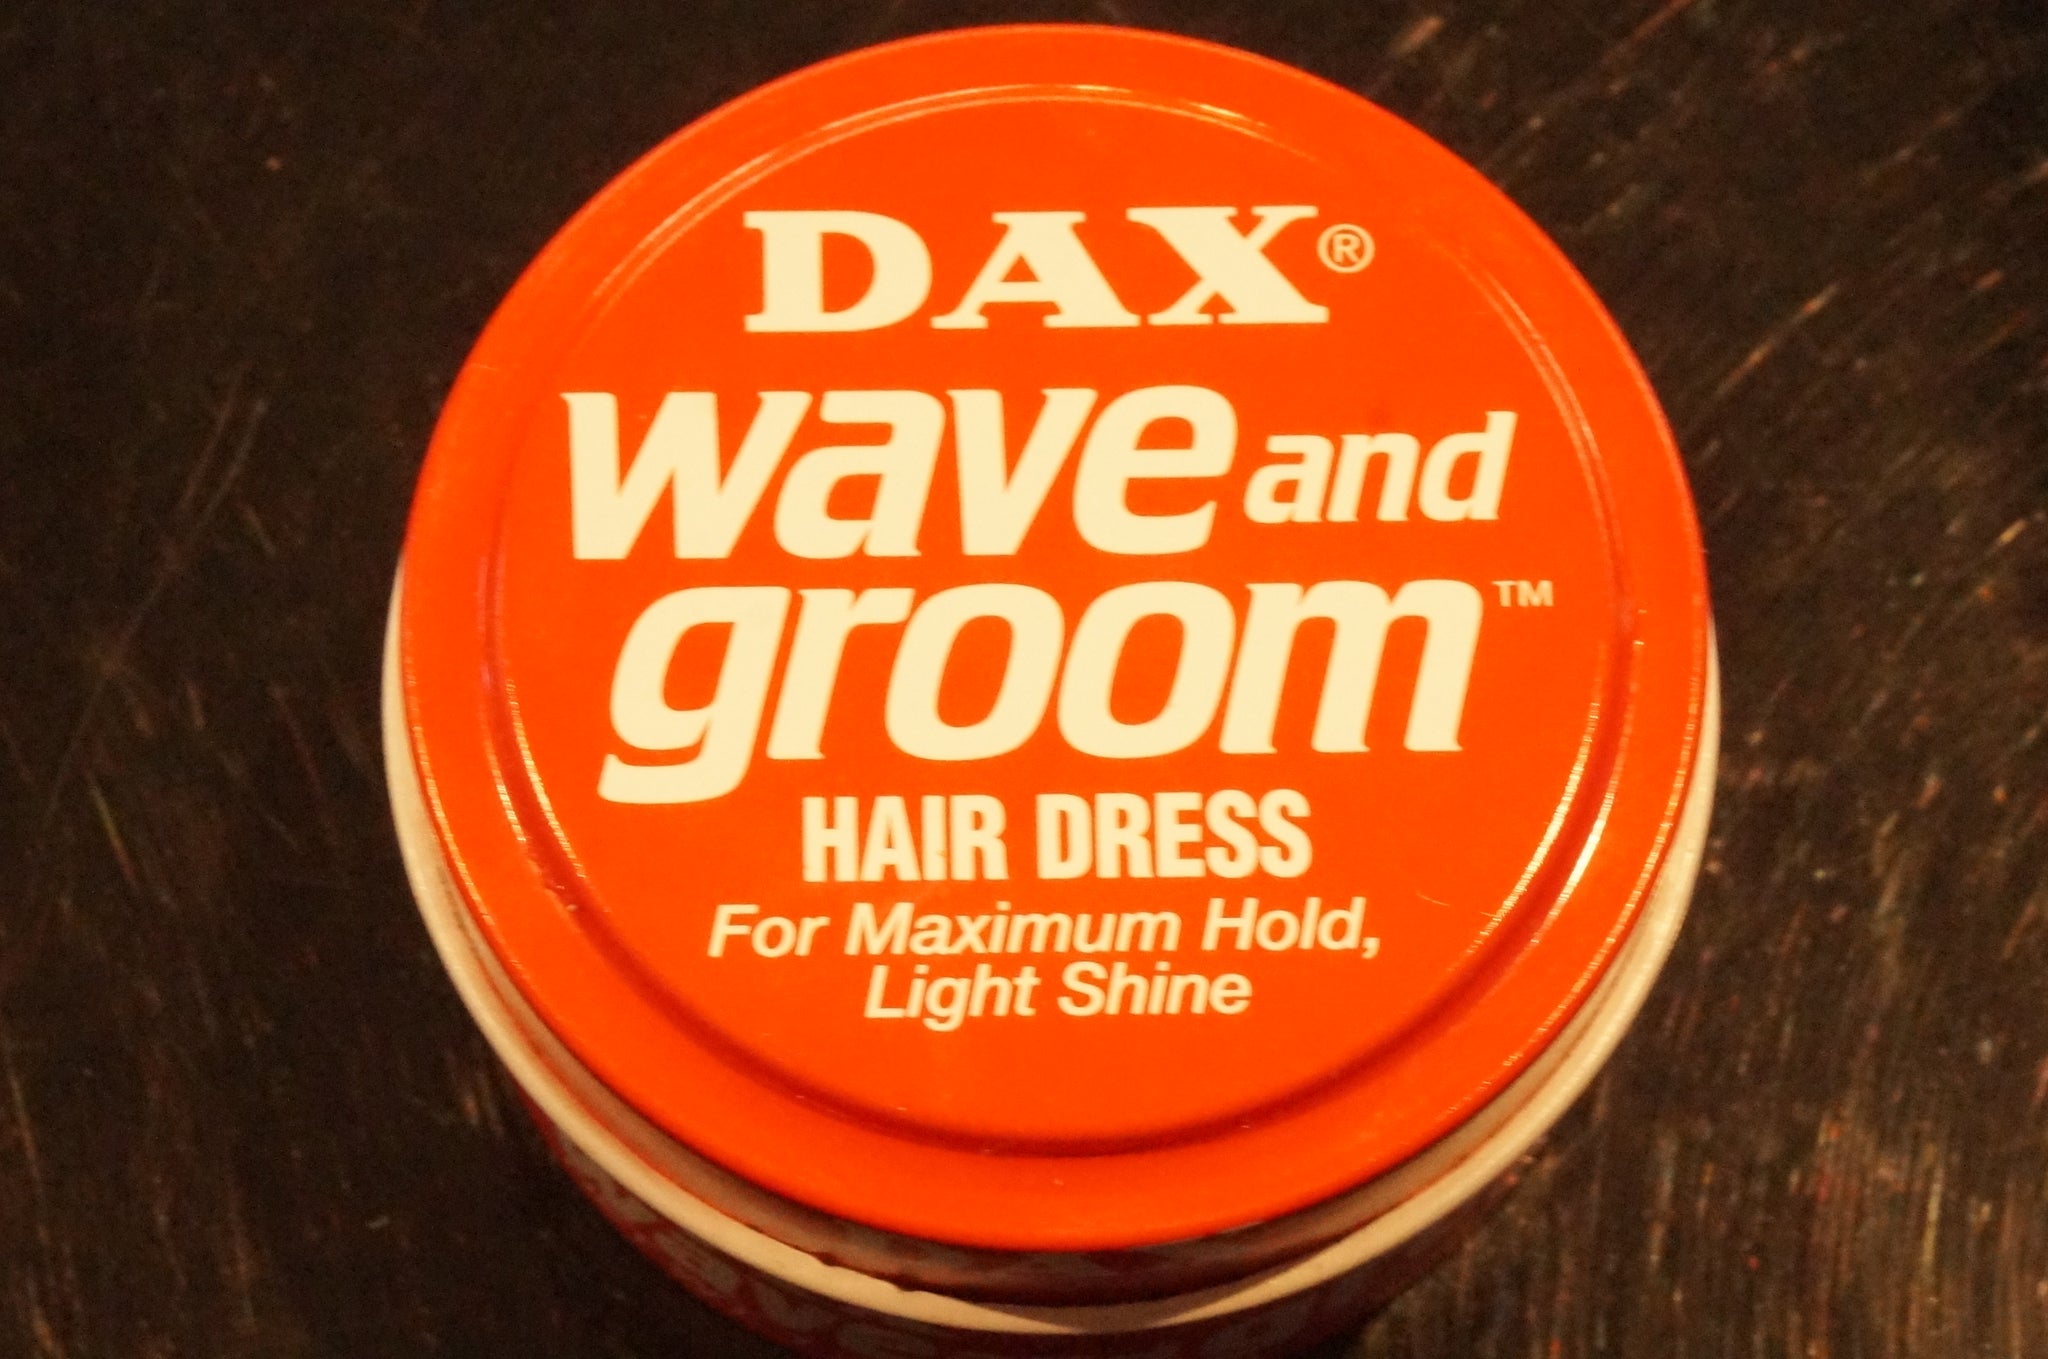 DAX®
wave and
groom™
HAIR DRESS
For Maximum Hold,
Light Shine